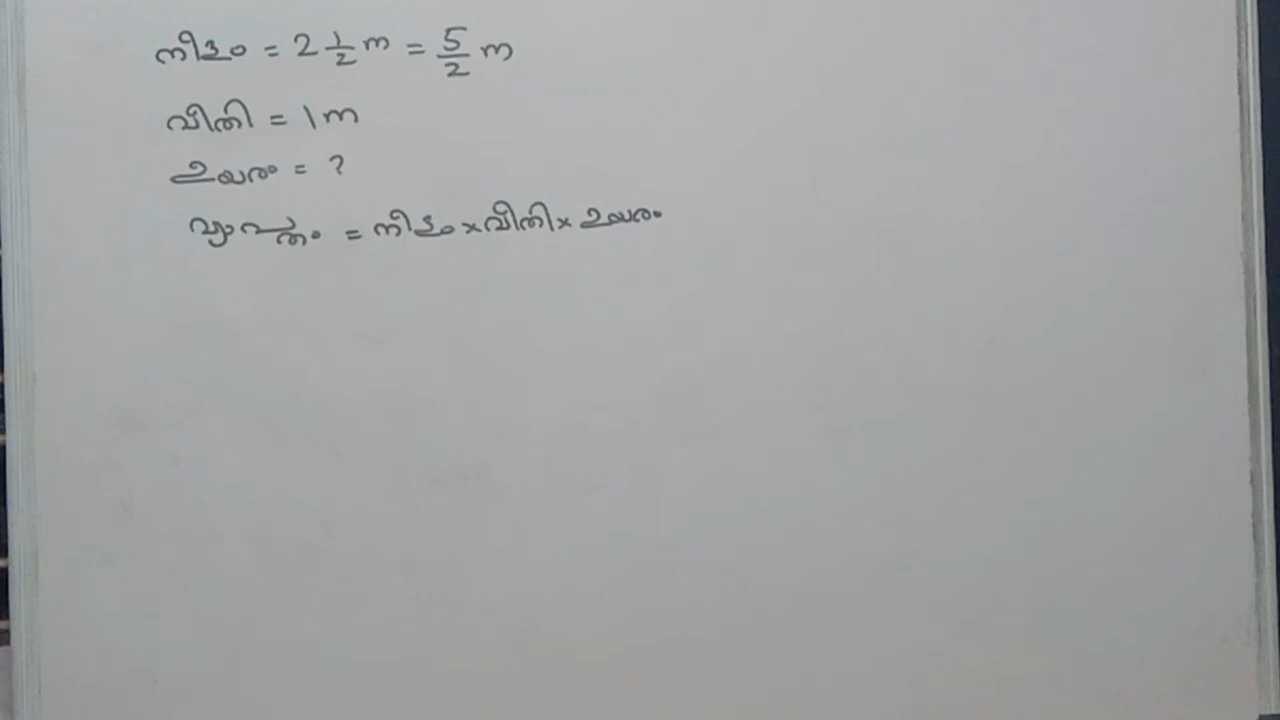 നീളം = 2 1/2 m = 5/2 m
വീതി = 1 m
ഉയരം = ?
വ്യാപ്തം = നീളം × വീതി × ഉയരം